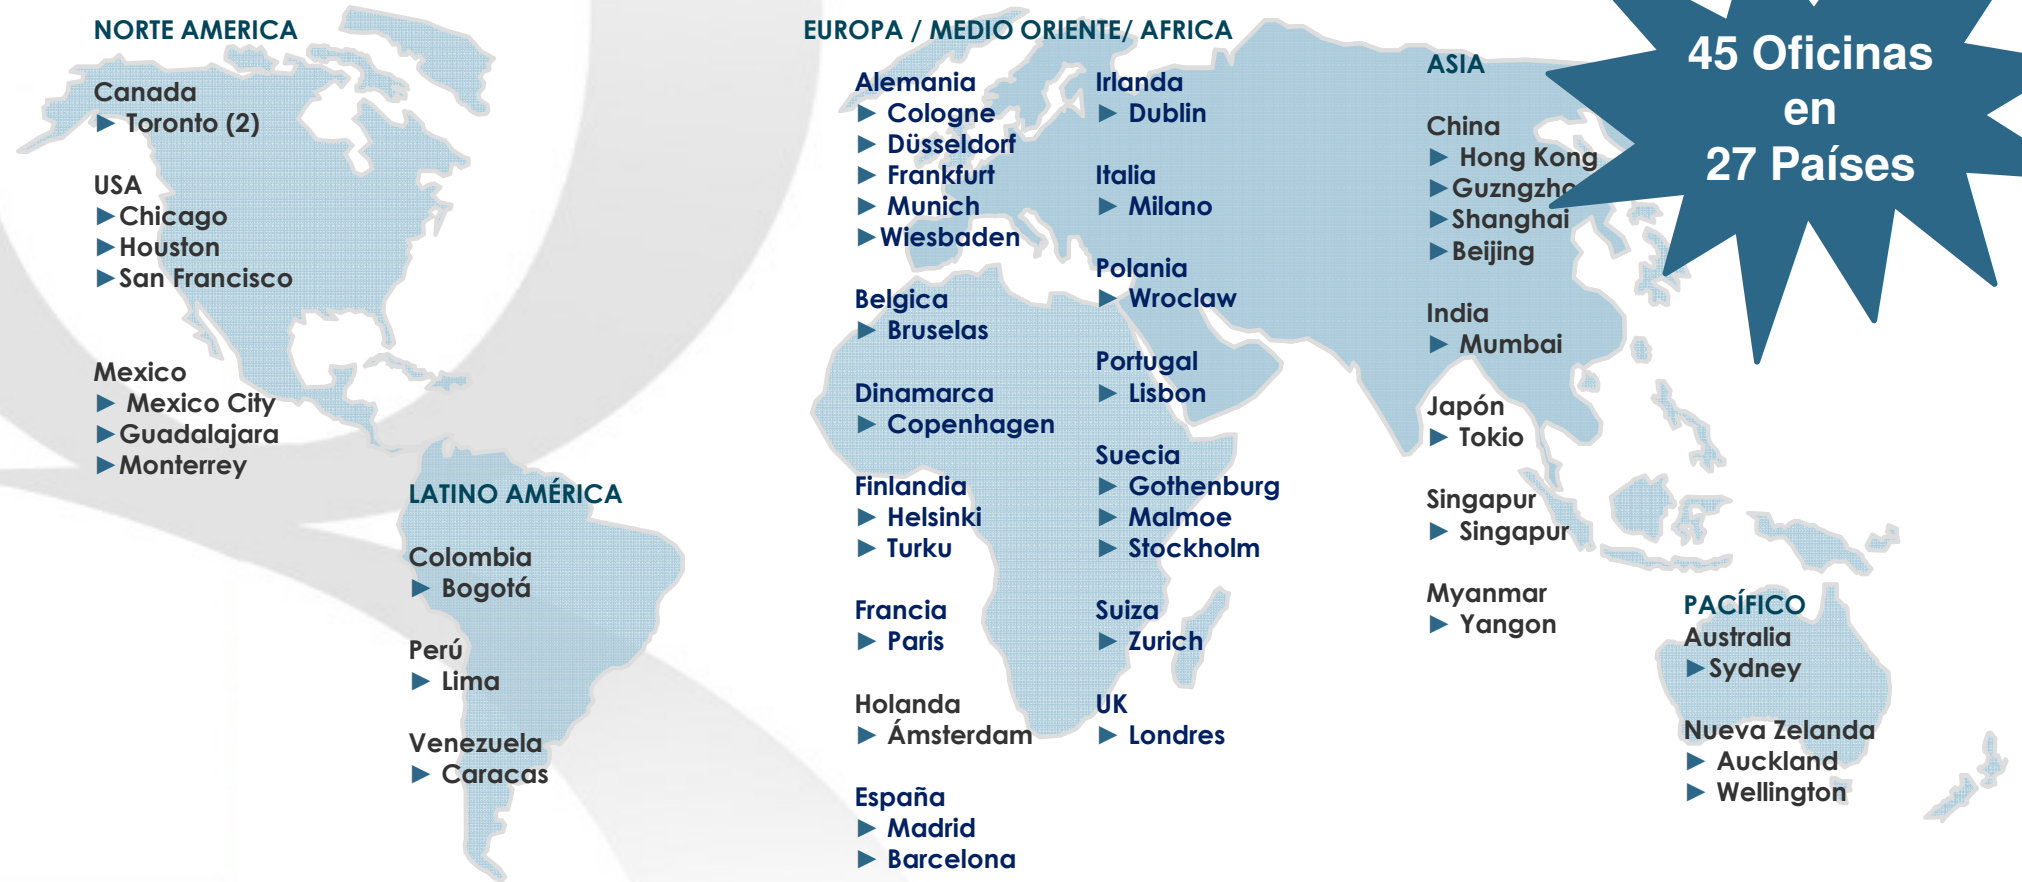 NORTE AMERICA
Canada
► Toronto (2)
USA
►Chicago
►Houston
►San Francisco
Mexico
► Mexico City
►Guadalajara
►Monterrey
LATINO AMÉRICA
Colombia
► Bogotá
Perú
► Lima
Venezuela
► Caracas
EUROPA / MEDIO ORIENTE/ AFRICA
Alemania
► Cologne
► Düsseldorf
► Frankfurt
► Munich
►Wiesbaden
Belgica
► Bruselas
Dinamarca
► Copenhagen
Finlandia
► Helsinki
► Turku
Francia
► Paris
Holanda
► Ámsterdam
España
► Madrid
► Barcelona
Irlanda
► Dublin
Italia
► Milano
Polania
► Wroclaw
Portugal
► Lisbon
Suecia
► Gothenburg
► Malmoe
► Stockholm
Suiza
► Zurich
UK
► Londres
ASIA
China
► Hong Kong
►
►Shanghai
►Beijing
India
► Mumbai
Japón
► Tokio
Singapur
► Singapur
Myanmar
► Yangon
PACÍFICO
Australia
►Sydney
Nueva Zelanda
► Auckland
► Wellington
45 Oficinas
en
27 Países